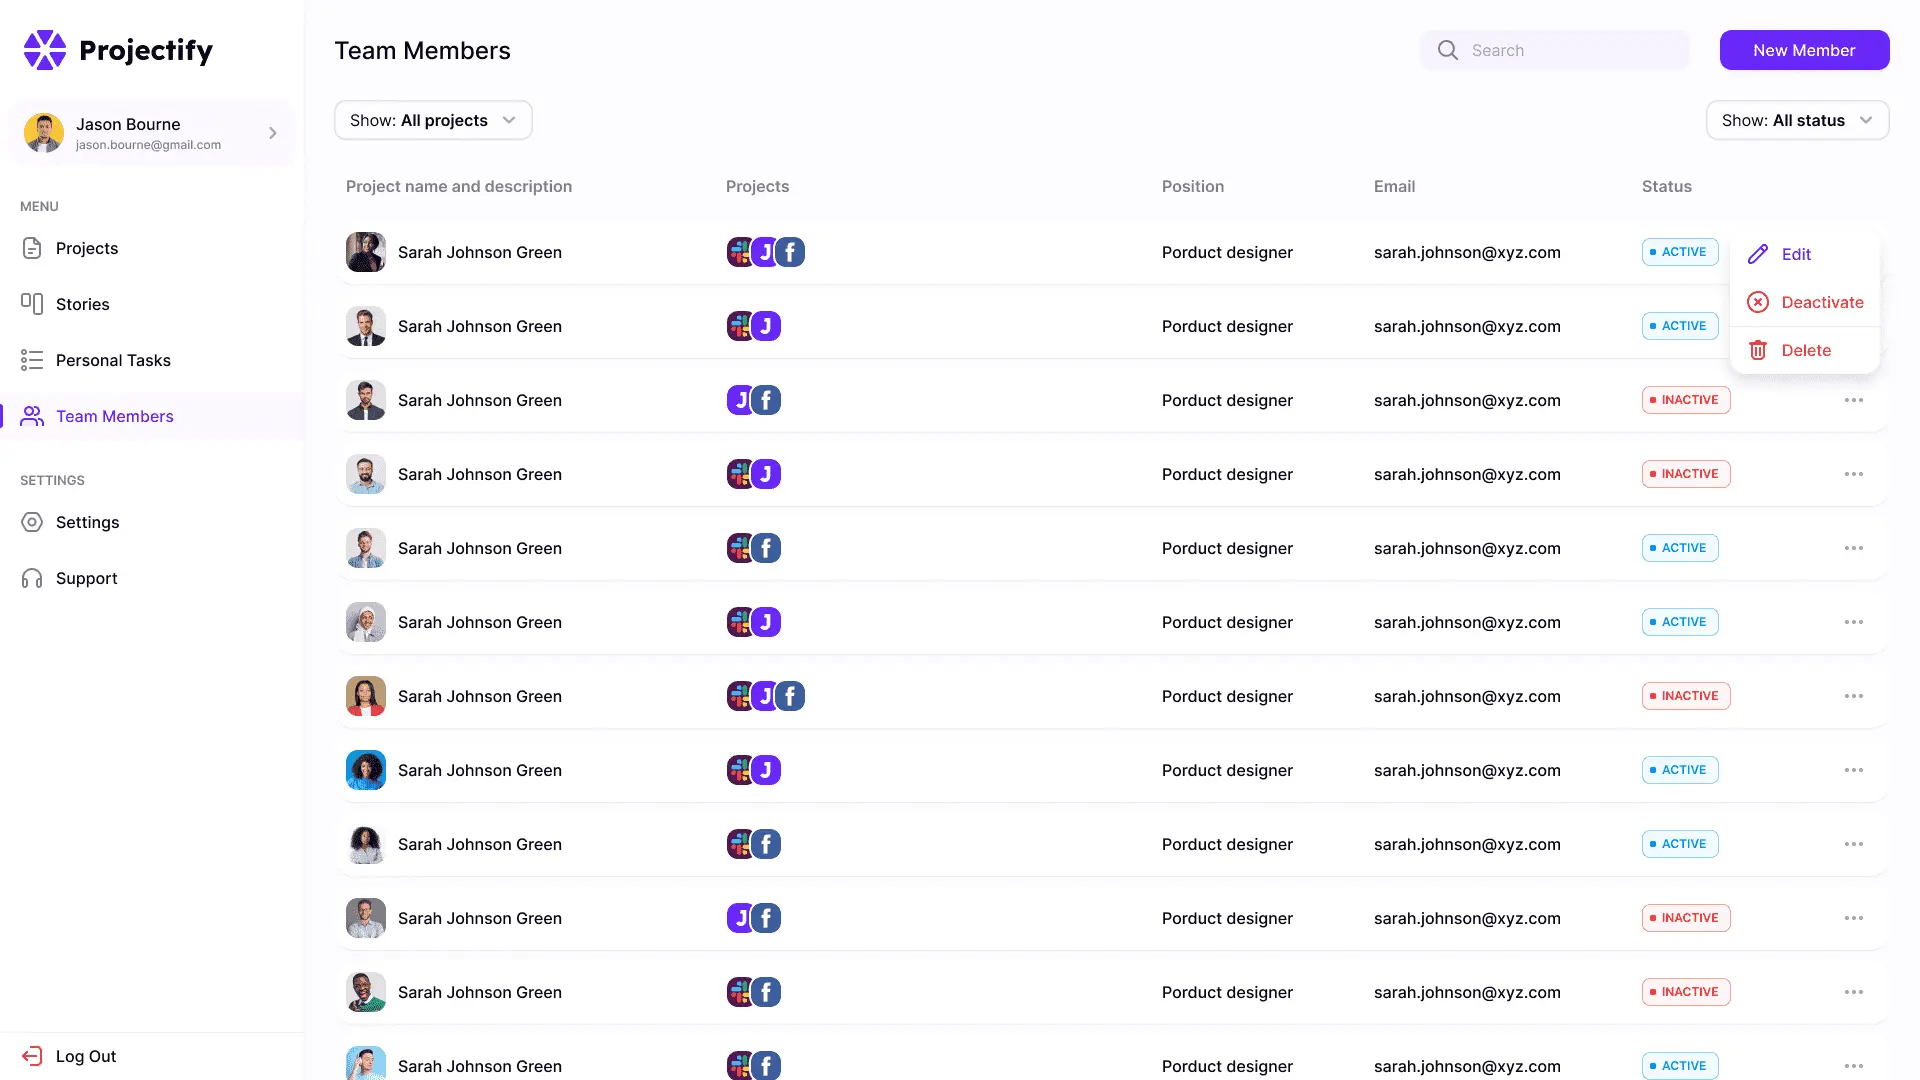 Projectify
Team Members
Search
New Member
Jason Bourne
jason.bourne@gmail.com
Show: All projects
Show: All status
MENU
Projects
Stories
Personal Tasks
Team Members
SETTINGS
Settings
Support
Log Out
Project name and description Projects Position Email Status
Sarah Johnson Green J f Porduct designer sarah.johnson@xyz.com ACTIVE
Edit
Deactivate
Delete
Sarah Johnson Green J Porduct designer sarah.johnson@xyz.com ACTIVE
Sarah Johnson Green J f Porduct designer sarah.johnson@xyz.com INACTIVE
Sarah Johnson Green J Porduct designer sarah.johnson@xyz.com INACTIVE
Sarah Johnson Green f Porduct designer sarah.johnson@xyz.com ACTIVE
Sarah Johnson Green J Porduct designer sarah.johnson@xyz.com ACTIVE
Sarah Johnson Green J f Porduct designer sarah.johnson@xyz.com INACTIVE
Sarah Johnson Green J Porduct designer sarah.johnson@xyz.com ACTIVE
Sarah Johnson Green f Porduct designer sarah.johnson@xyz.com ACTIVE
Sarah Johnson Green J f Porduct designer sarah.johnson@xyz.com INACTIVE
Sarah Johnson Green f Porduct designer sarah.johnson@xyz.com INACTIVE
Sarah Johnson Green f Porduct designer sarah.johnson@xyz.com ACTIVE